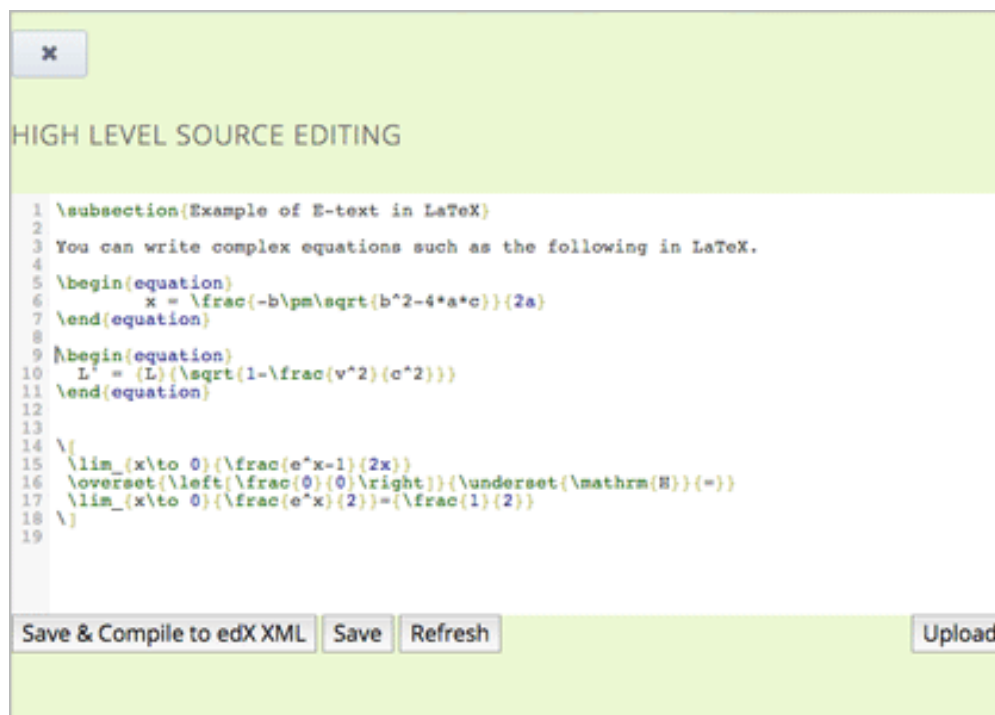 ✖
HIGH LEVEL SOURCE EDITING
1 \subsection{Example of E-text in LaTeX}
2
3 You can write complex equations such as the following in LaTeX.
4
5 \begin{equation}
6 x = \frac{-b\pm\sqrt{b^2-4*a*c}}{2a}
7 \end{equation}
8
9 \begin{equation}
10 L' = {L}{\sqrt{1-\frac{v^2}{c^2}}}
11 \end{equation}
12
13
14 \[
15 \lim_{x\to 0}{\frac{e^x-1}{2x}}
16 \overset{\left[\frac{0}{0}\right]}{\underset{\mathrm{H}}{=}}
17 \lim_{x\to 0}{\frac{e^x}{2}}={\frac{1}{2}}
18 \]
19
Save & Compile to edX XML Save Refresh Upload